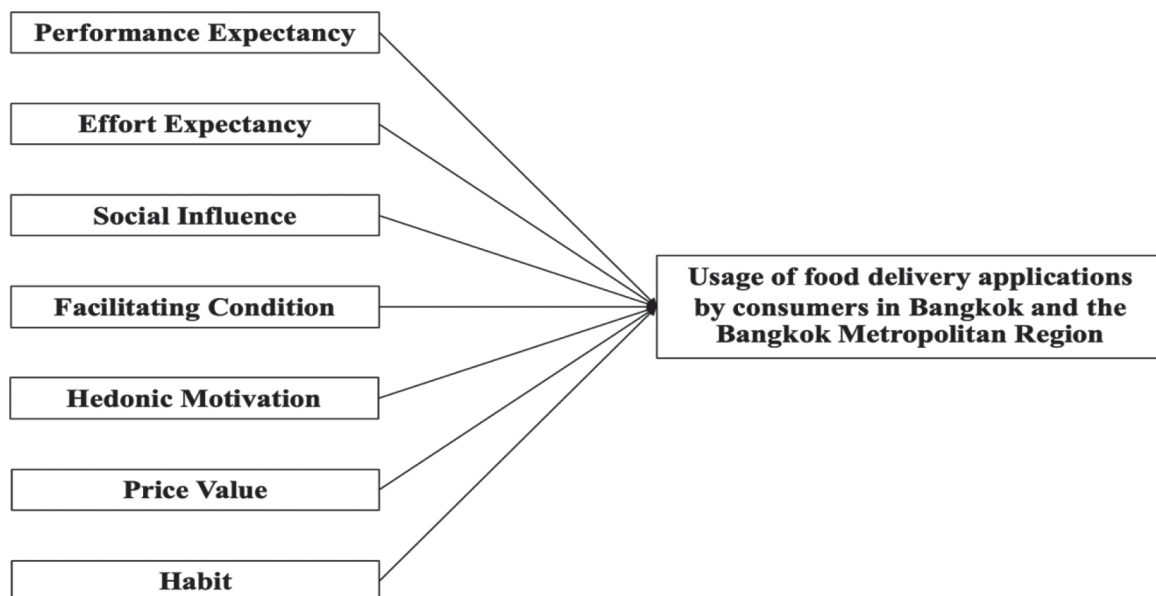 Performance Expectancy
Effort Expectancy
Social Influence
Facilitating Condition
Hedonic Motivation
Price Value
Habit
Usage of food delivery applications
by consumers in Bangkok and the
Bangkok Metropolitan Region